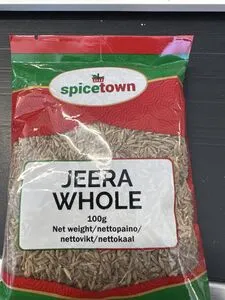 spicetown
JEERA
WHOLE
100g
Net weight/nettopaino/
nettovikt/nettokaal